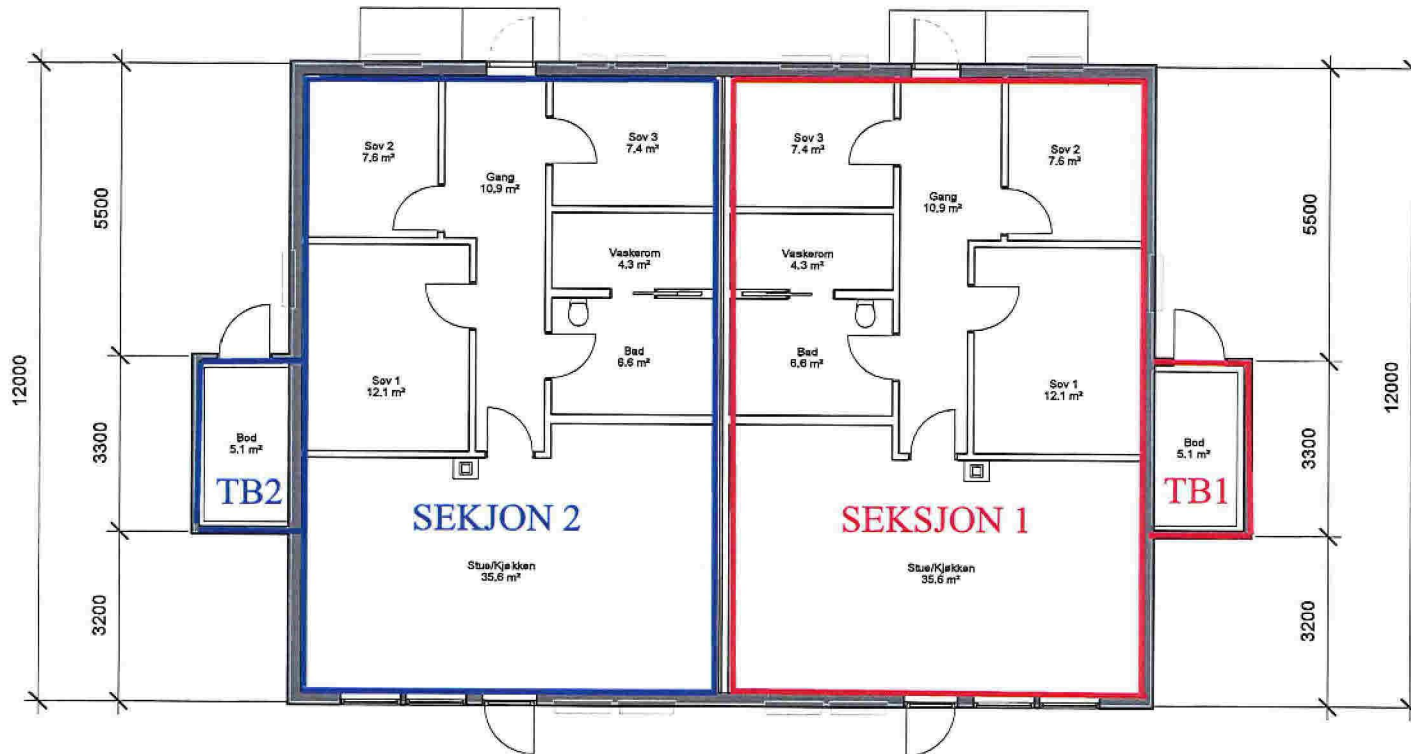 Sov 2
7,6 m²
Gang
10,9 m²
Sov 3
7,4 m²
Vaskerom
4,3 m²
Bad
6,6 m²
Sov 1
12,1 m²
Bod
5,1 m²
TB2
SEKJON 2
Stue/Kjøkken
35,6 m²
Sov 3
7,4 m²
Gang
10,9 m²
Sov 2
7,6 m²
Vaskerom
4,3 m²
Bad
6,6 m²
Sov 1
12,1 m²
Bod
5,1 m²
TB1
SEKSJON 1
Stue/Kjøkken
35,6 m²
12000
5500
3300
3200
5500
3300
3200
12000